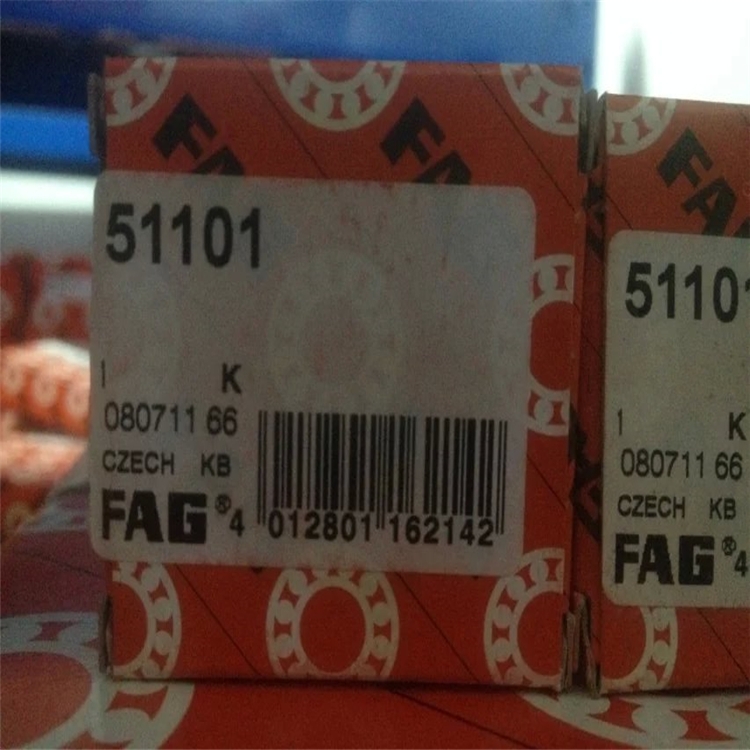 FAG
FAG
51101
1 K
080711 66
CZECH KB
FAG® 4 012801 162142
FAG
51101
1 K
080711 66
CZECH KB
FAG® 4